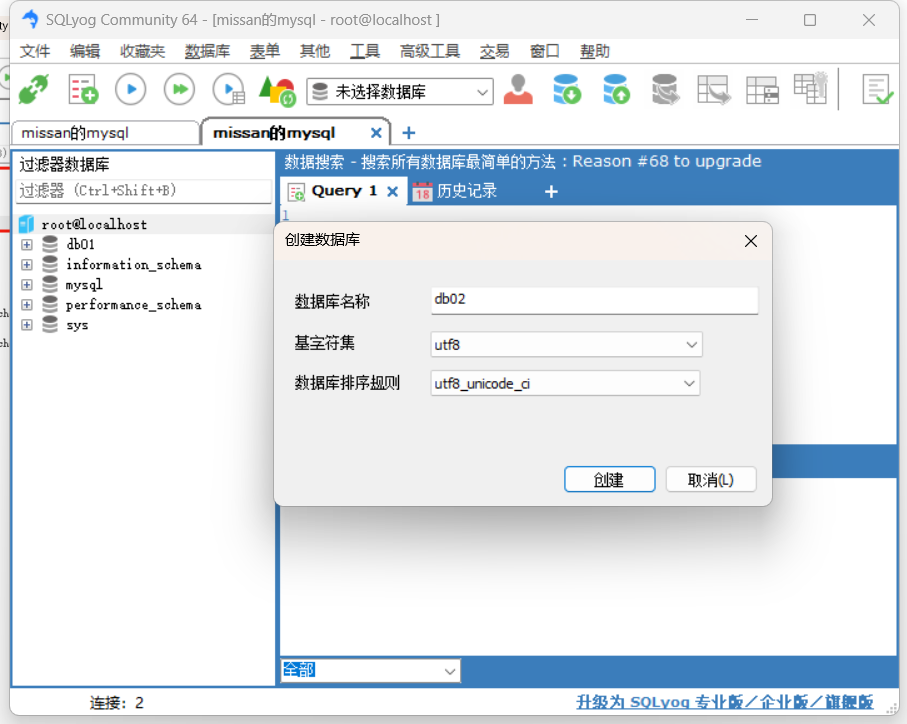 SQLyog Community 64 - [missan的mysql - root@localhost ]
文件 编辑 收藏夹 数据库 表单 其他 工具 高级工具 交易 窗口 帮助
未选择数据库
missan的mysql missan的mysql
过滤器数据库
过滤器 (Ctrl+Shift+B)
root@localhost
db01
information_schema
mysql
performance_schema
sys
数据搜索 - 搜索所有数据库最简单的方法：Reason #68 to upgrade
Query 1 18 历史记录
1
创建数据库
数据库名称 db02
基字符集 utf8
数据库排序规则 utf8_unicode_ci
创建 取消(L)
全部
连接: 2
升级为 SQLyog 专业版/企业版/旗舰版